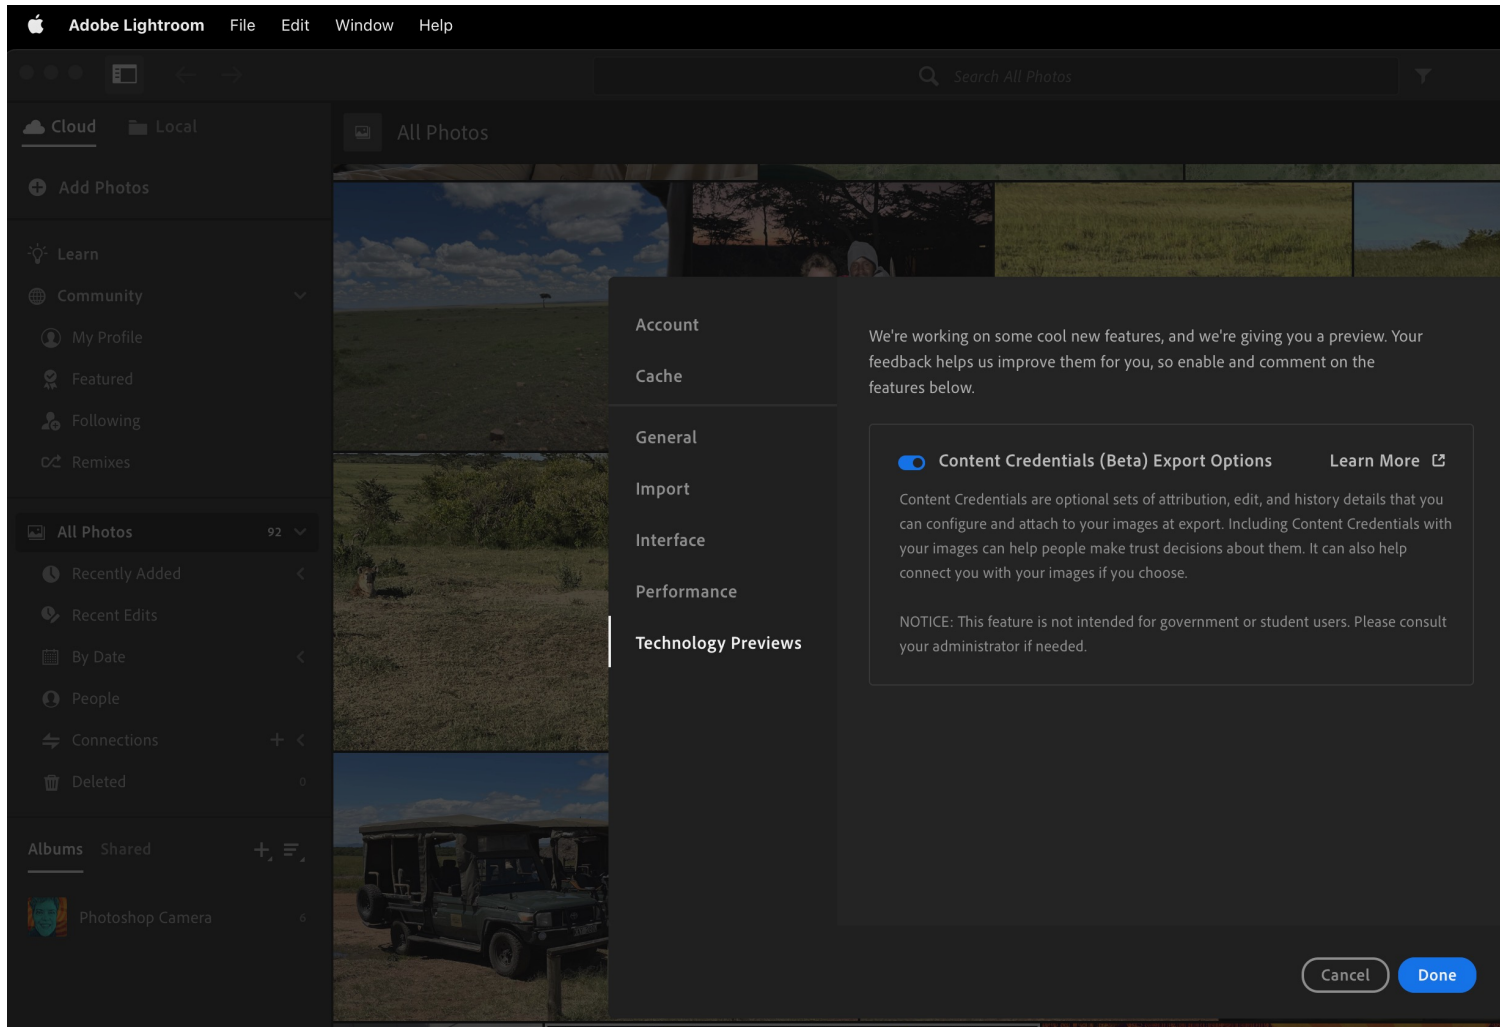 Adobe Lightroom File Edit Window Help
Search All Photos
Cloud Local
All Photos
Add Photos
Learn
Community
My Profile
Featured
Following
Remixes
All Photos 92
Recently Added
Recent Edits
By Date
People
Connections
Deleted 0
Albums Shared
Photoshop Camera 6
Account
Cache
General
Import
Interface
Performance
Technology Previews
We're working on some cool new features, and we're giving you a preview. Your
feedback helps us improve them for you, so enable and comment on the
features below.
Content Credentials (Beta) Export Options Learn More
Content Credentials are optional sets of attribution, edit, and history details that you
can configure and attach to your images at export. Including Content Credentials with
your images can help people make trust decisions about them. It can also help
connect you with your images if you choose.
NOTICE: This feature is not intended for government or student users. Please consult
your administrator if needed.
Cancel Done